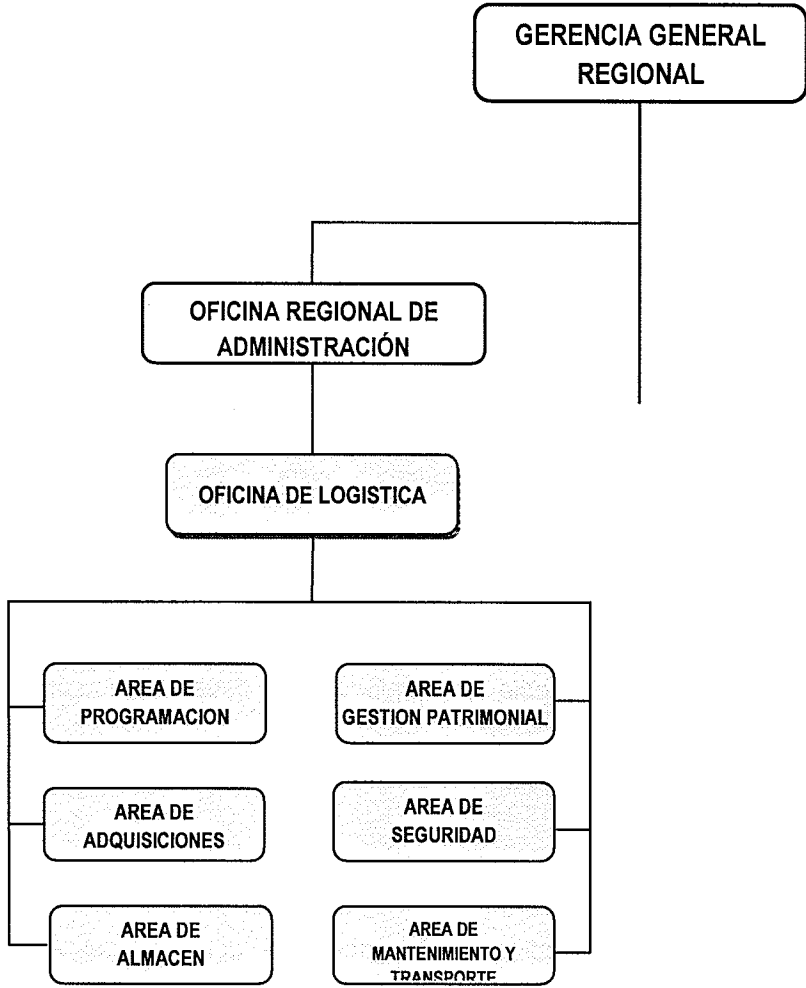 GERENCIA GENERAL
REGIONAL
OFICINA REGIONAL DE
ADMINISTRACIÓN
OFICINA DE LOGISTICA
AREA DE
PROGRAMACION
AREA DE
GESTION PATRIMONIAL
AREA DE
ADQUISICIONES
AREA DE
SEGURIDAD
AREA DE
ALMACEN
AREA DE
MANTENIMIENTO Y
TRANSPORTE